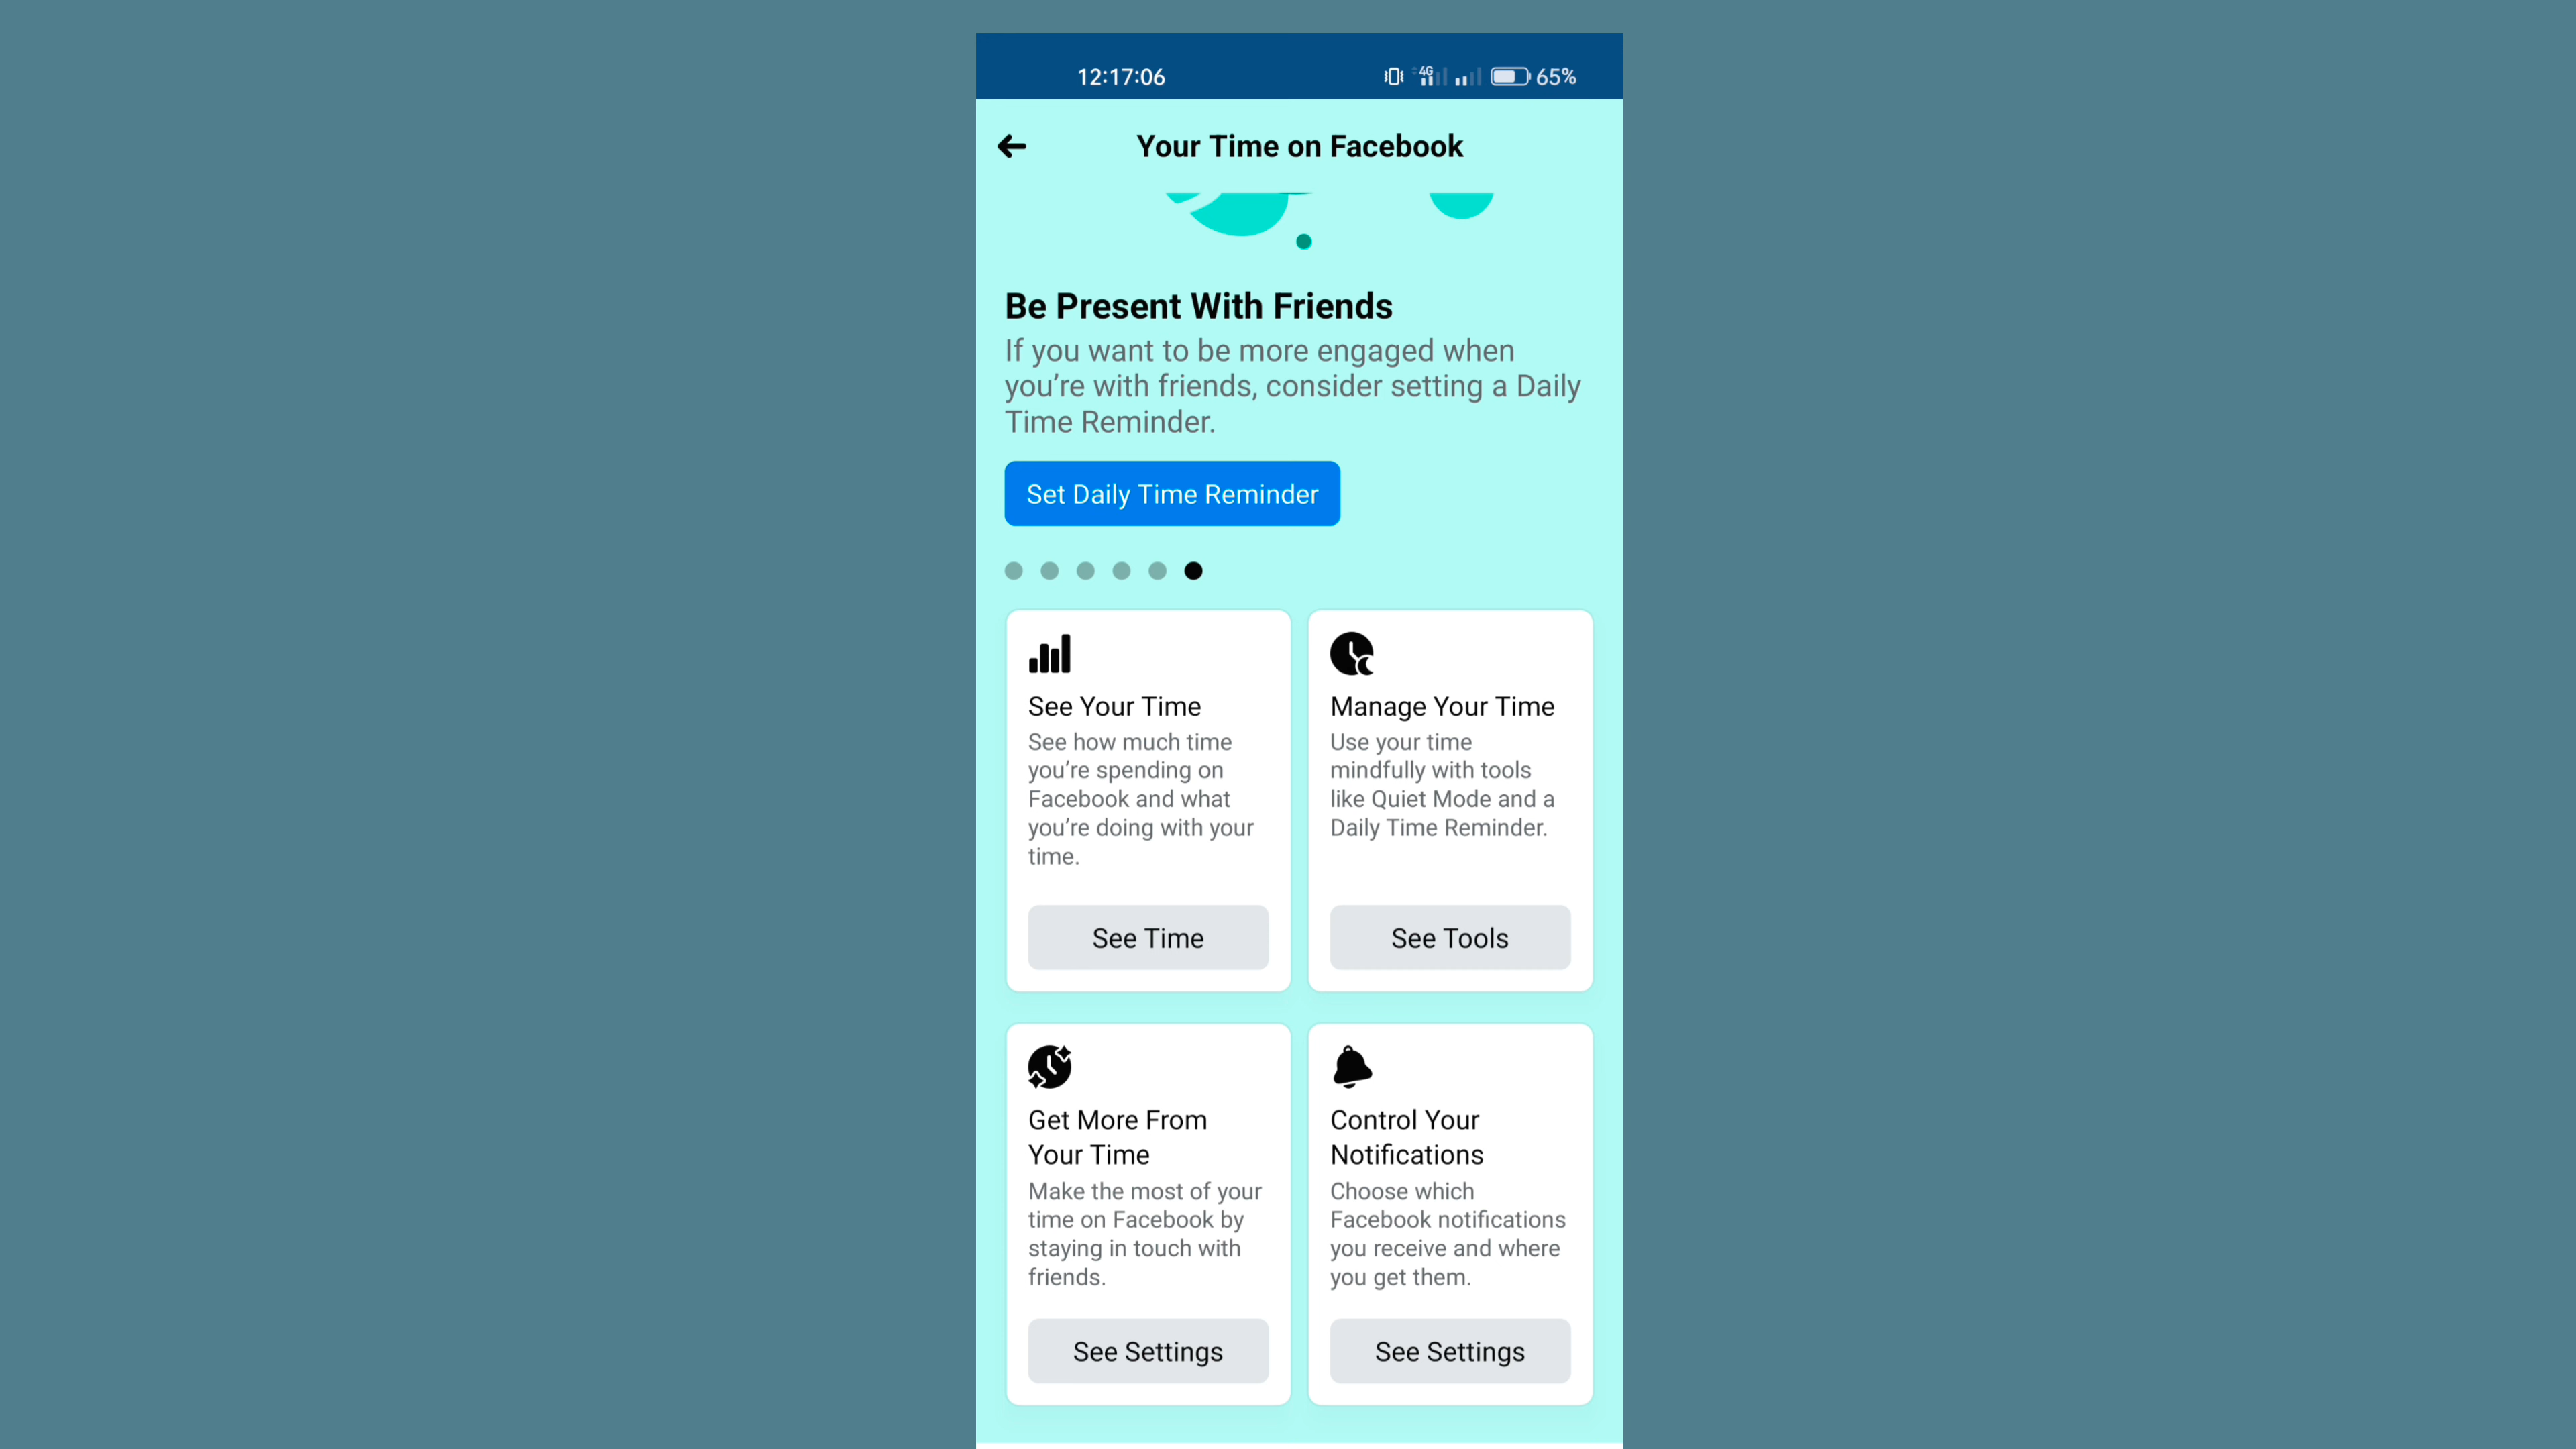 12:17:06
4G
65%
Your Time on Facebook
Be Present With Friends
If you want to be more engaged when
you’re with friends, consider setting a Daily
Time Reminder.
Set Daily Time Reminder
See Your Time
See how much time
you’re spending on
Facebook and what
you’re doing with your
time.
See Time
Manage Your Time
Use your time
mindfully with tools
like Quiet Mode and a
Daily Time Reminder.
See Tools
Get More From
Your Time
Make the most of your
time on Facebook by
staying in touch with
friends.
See Settings
Control Your
Notifications
Choose which
Facebook notifications
you receive and where
you get them.
See Settings